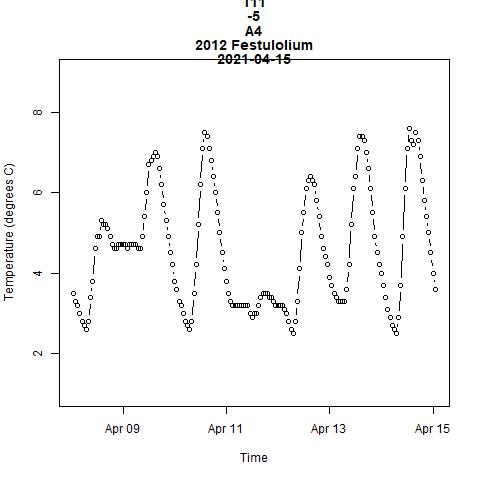 -5
A4
2012 Festulolium
2021-04-15
Temperature (degrees C)
8
6
4
2
Apr 09
Apr 11
Apr 13
Apr 15
Time